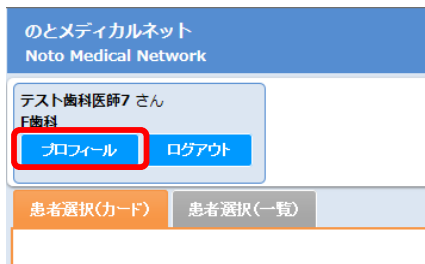 のとメディカルネット
Noto Medical Network
テスト歯科医師7 さん
F歯科
プロフィール ログアウト
患者選択(カード) 患者選択(一覧)